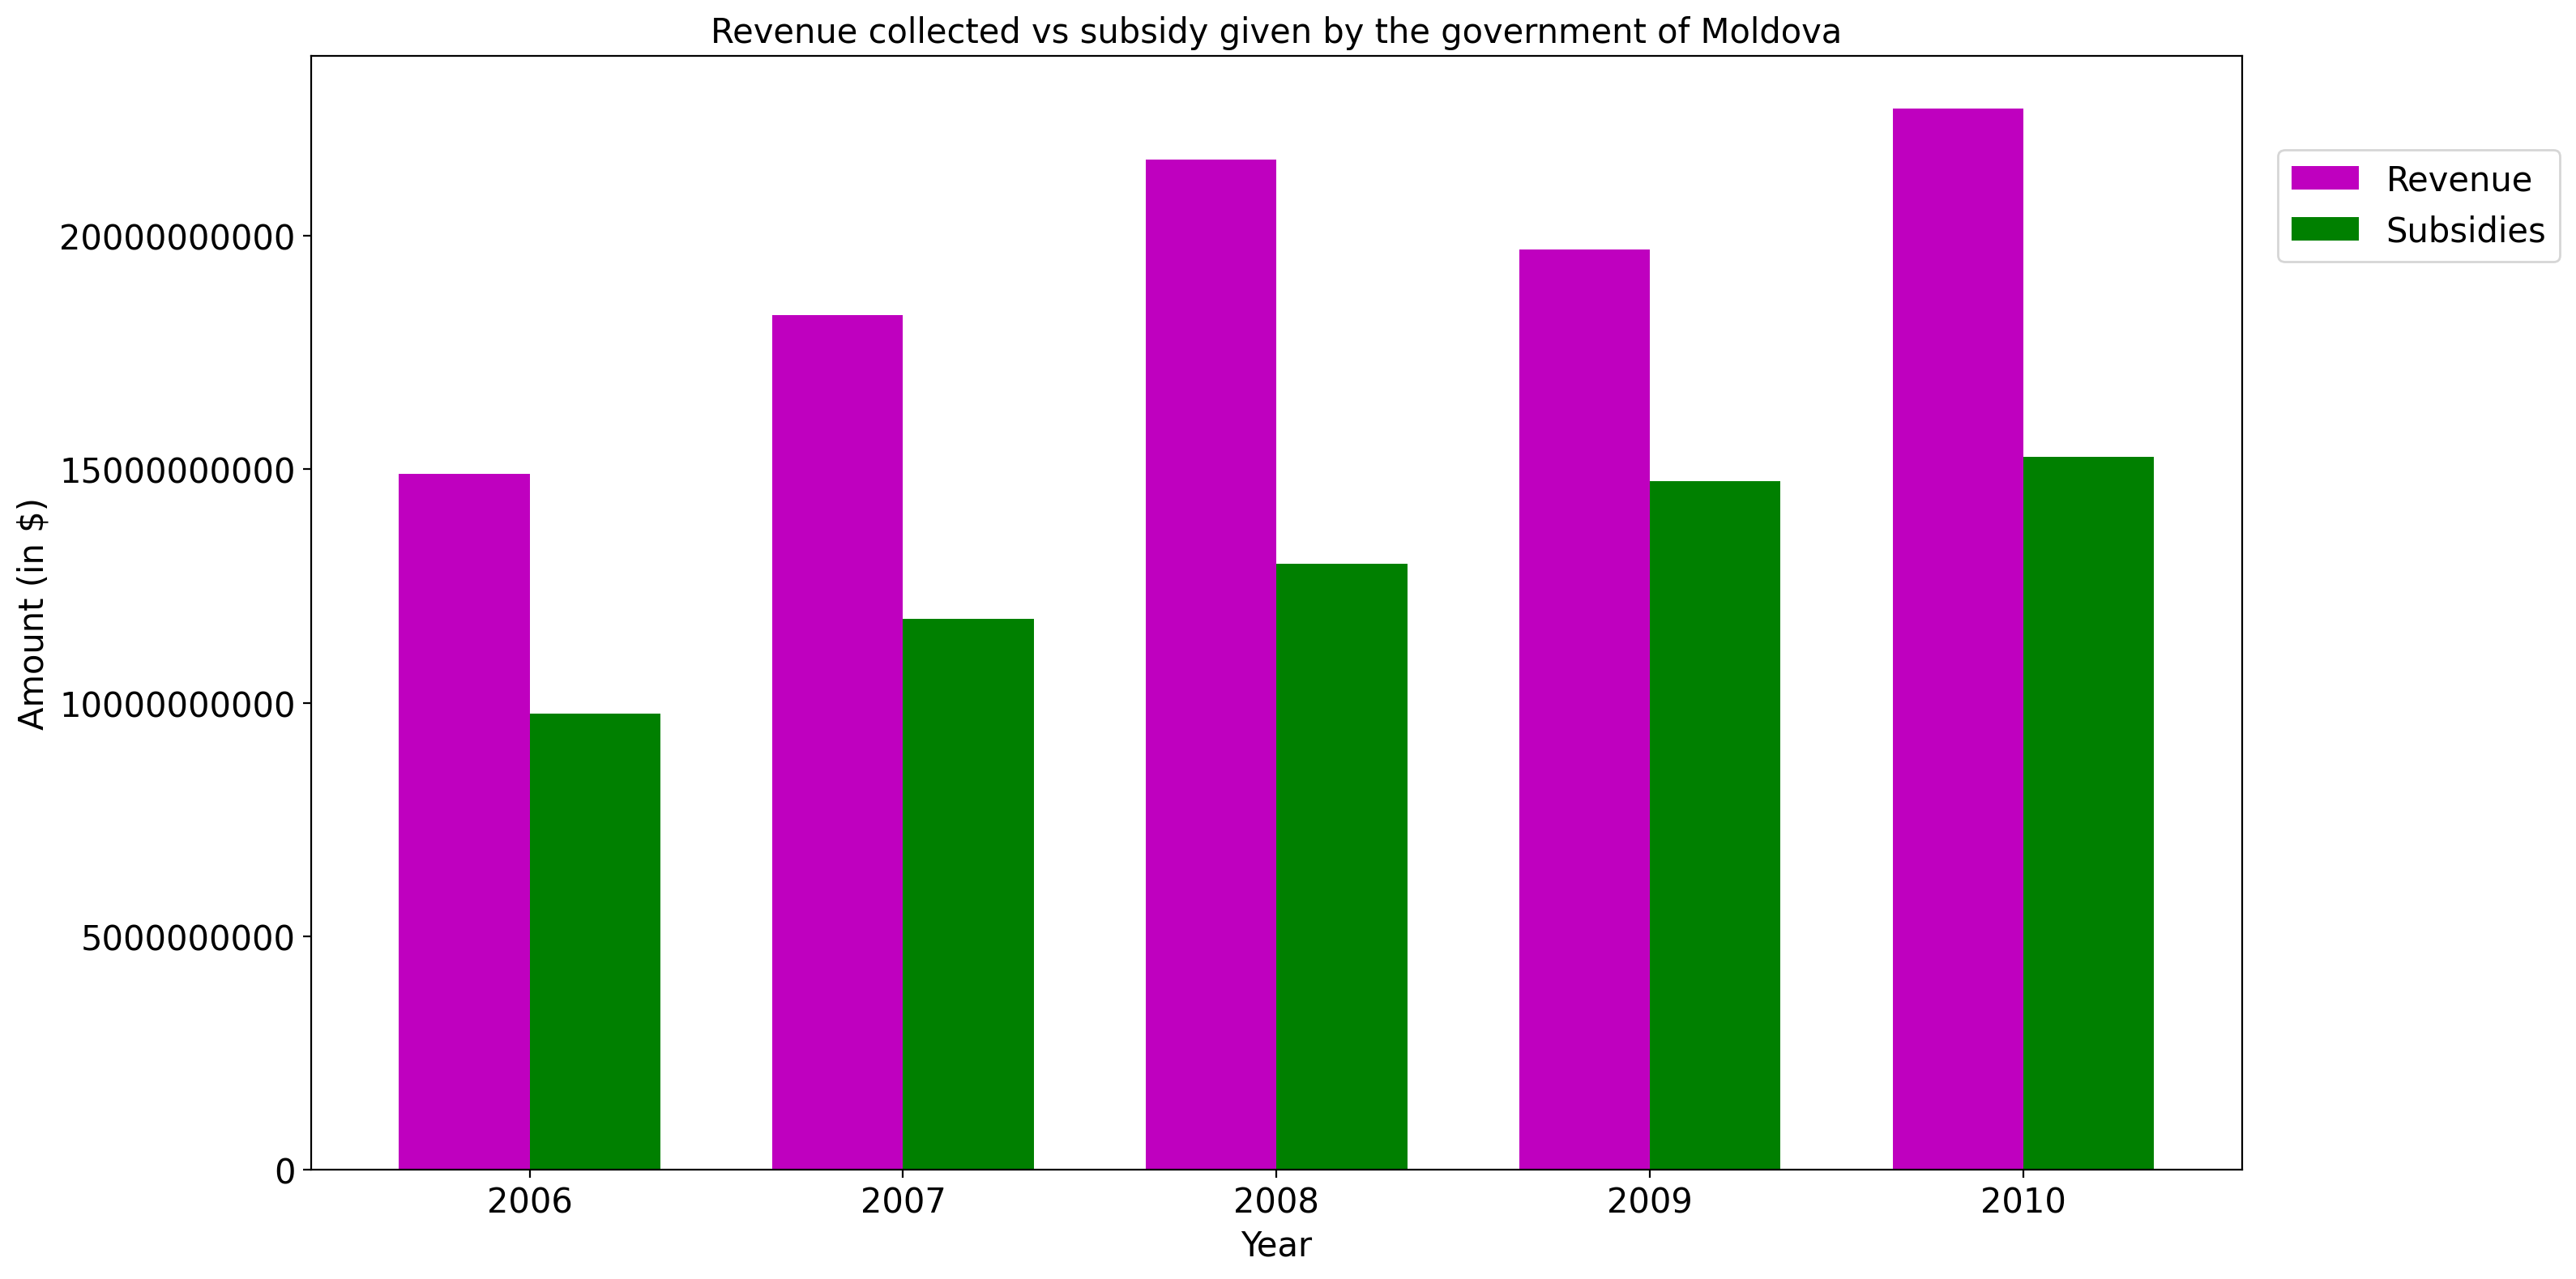 Revenue collected vs subsidy given by the government of Moldova
Revenue
Subsidies
Amount (in $)
20000000000
15000000000
10000000000
5000000000
0
2006
2007
2008
2009
2010
Year